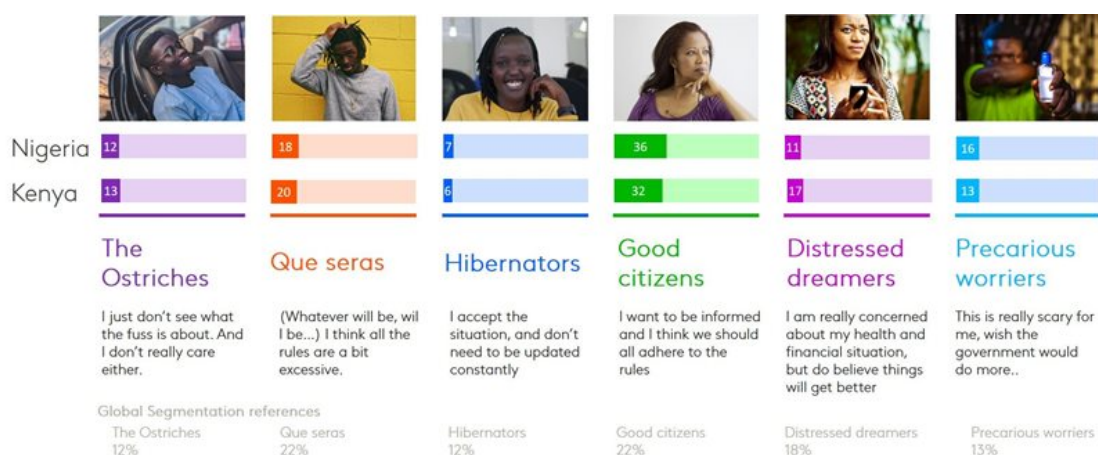 Nigeria 12 18 7 36 11 16
Kenya 13 20 6 32 17 13
The
Ostriches
I just don't see what
the fuss is about. And
I don't really care
either.
Que seras
(Whatever will be, wil
l be...) I think all the
rules are a bit
excessive.
Hibernators
I accept the
situation, and don't
need to be updated
constantly
Good
citizens
I want to be informed
and I think we should
all adhere to the
rules
Distressed
dreamers
I am really concerned
about my health and
financial situation,
but do believe things
will get better
Precarious
worriers
This is really scary for
me, wish the
government would
do more..
Global Segmentation references
The Ostriches
12%
Que seras
22%
Hibernators
12%
Good citizens
22%
Distressed dreamers
18%
Precarious worriers
13%